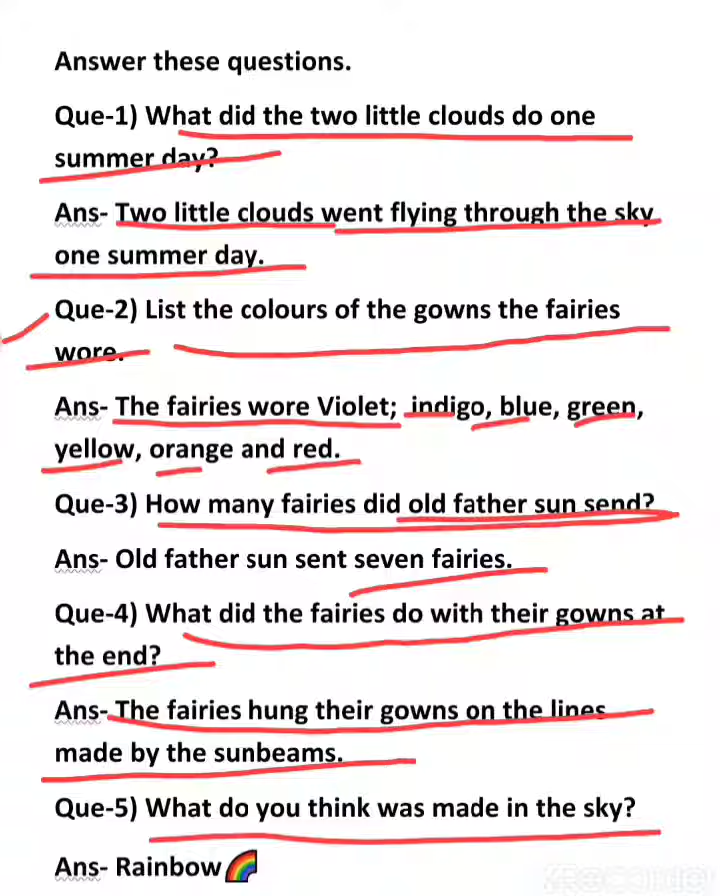 Answer these questions.
Que-1) What did the two little clouds do one
summer day?
Ans- Two little clouds went flying through the sky
one summer day.
Que-2) List the colours of the gowns the fairies
wore.
Ans- The fairies wore Violet; indigo, blue, green,
yellow, orange and red.
Que-3) How many fairies did old father sun send?
Ans- Old father sun sent seven fairies.
Que-4) What did the fairies do with their gowns at
the end?
Ans- The fairies hung their gowns on the lines
made by the sunbeams.
Que-5) What do you think was made in the sky?
Ans- Rainbow🌈